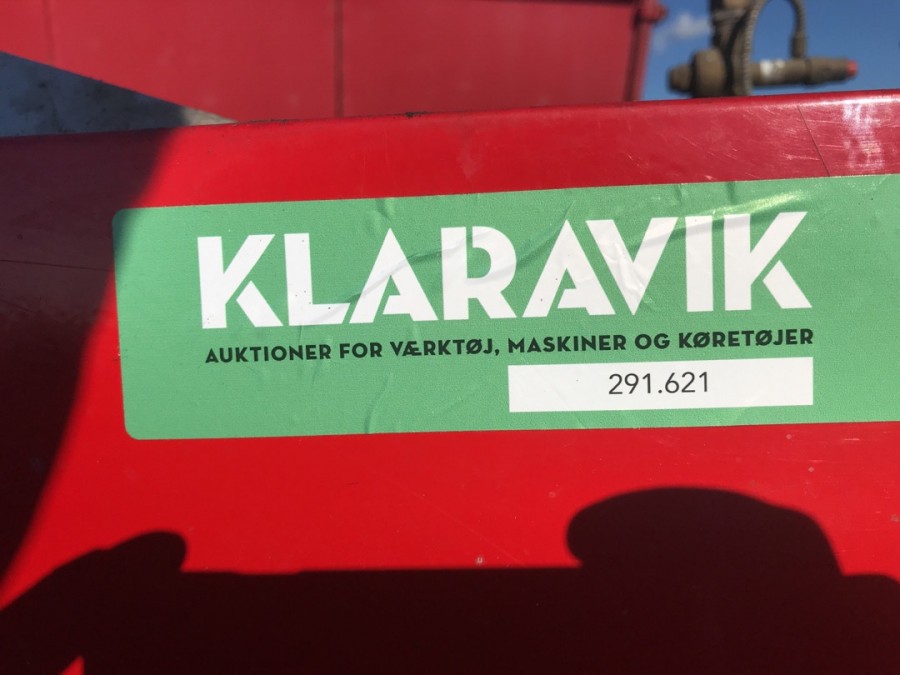 KLARAVIK
AUKTIONER FOR VÆRKTØJ, MASKINER OG KØRETØJER
291.621